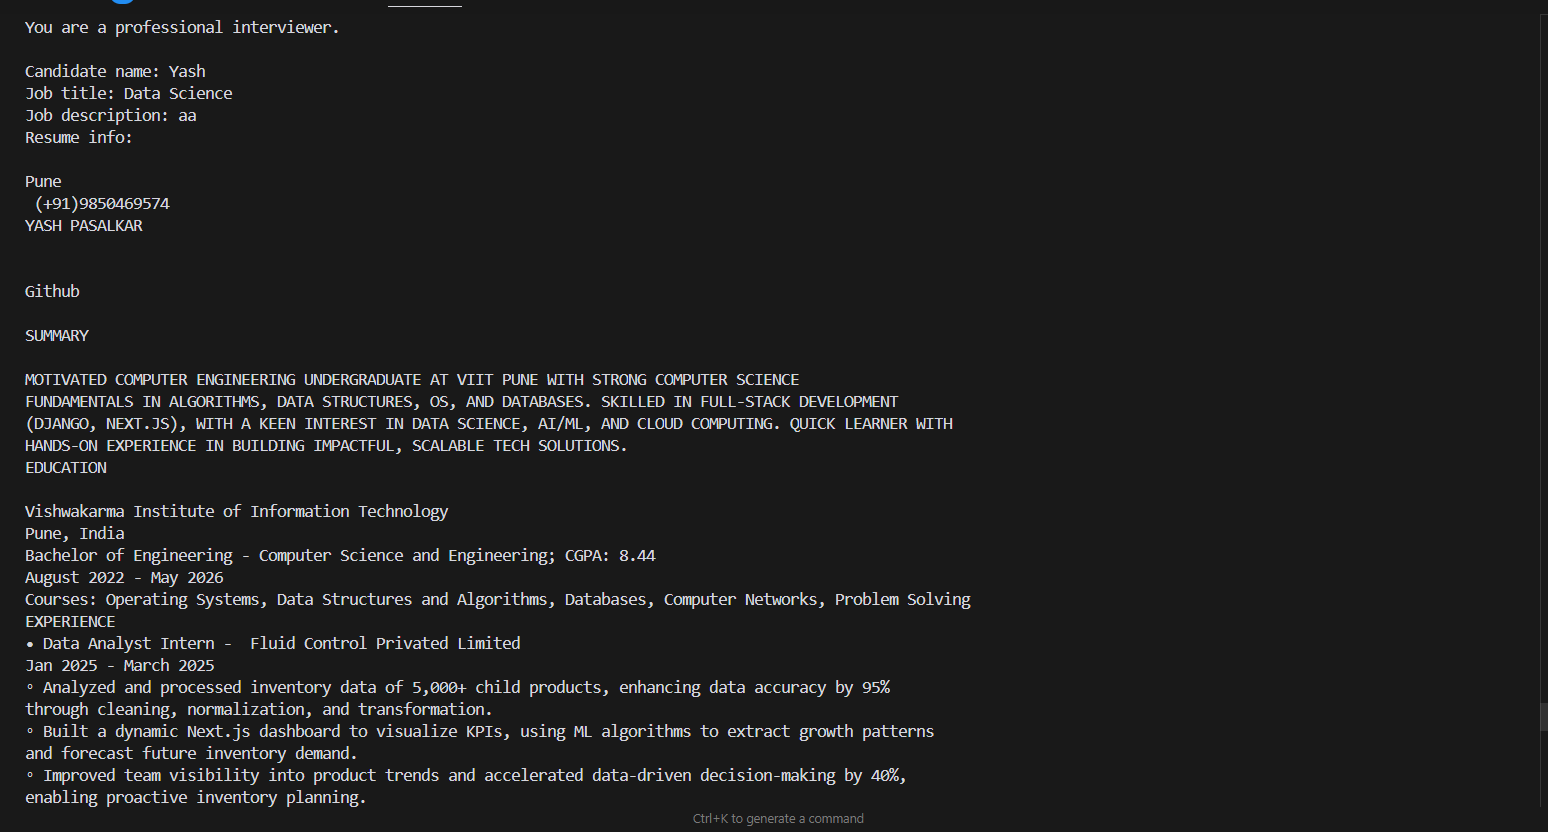 You are a professional interviewer.
Candidate name: Yash
Job title: Data Science
Job description: aa
Resume info:
Pune
(+91)9850469574
YASH PASALKAR
Github
SUMMARY
MOTIVATED COMPUTER ENGINEERING UNDERGRADUATE AT VIIT PUNE WITH STRONG COMPUTER SCIENCE
FUNDAMENTALS IN ALGORITHMS, DATA STRUCTURES, OS, AND DATABASES. SKILLED IN FULL-STACK DEVELOPMENT
(DJANGO, NEXT.JS), WITH A KEEN INTEREST IN DATA SCIENCE, AI/ML, AND CLOUD COMPUTING. QUICK LEARNER WITH
HANDS-ON EXPERIENCE IN BUILDING IMPACTFUL, SCALABLE TECH SOLUTIONS.
EDUCATION
Vishwakarma Institute of Information Technology
Pune, India
Bachelor of Engineering - Computer Science and Engineering; CGPA: 8.44
August 2022 - May 2026
Courses: Operating Systems, Data Structures and Algorithms, Databases, Computer Networks, Problem Solving
EXPERIENCE
• Data Analyst Intern -  Fluid Control Privated Limited
Jan 2025 - March 2025
◦ Analyzed and processed inventory data of 5,000+ child products, enhancing data accuracy by 95%
through cleaning, normalization, and transformation.
◦ Built a dynamic Next.js dashboard to visualize KPIs, using ML algorithms to extract growth patterns
and forecast future inventory demand.
◦ Improved team visibility into product trends and accelerated data-driven decision-making by 40%,
enabling proactive inventory planning.
Ctrl+K to generate a command